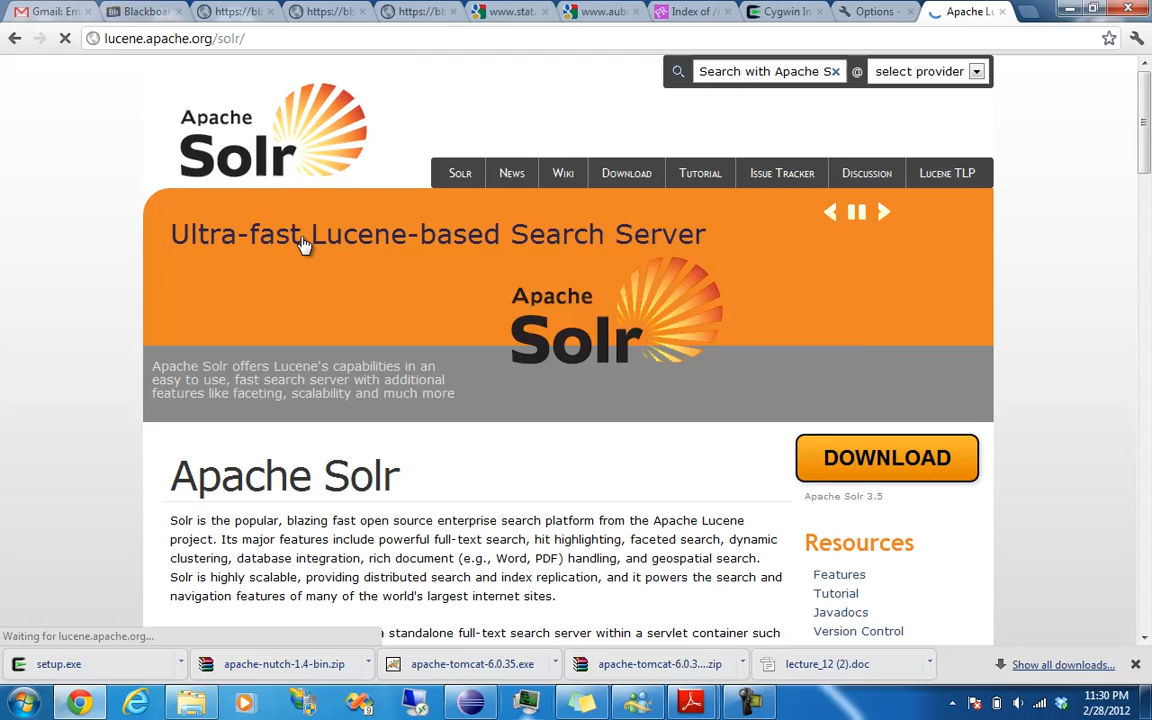 Gmail: Em
Blackboa
https://bb
https://bb
https://bb
www.stat.
www.aub
Index of /
Cygwin In
Options -
Apache Lu
lucene.apache.org/solr/
Search with Apache S
@
select provider
Apache
Solr
Solr
News
Wiki
Download
Tutorial
Issue Tracker
Discussion
Lucene TLP
Ultra-fast Lucene-based Search Server
Apache
Solr
Apache Solr offers Lucene's capabilities in an
easy to use, fast search server with additional
features like faceting, scalability and much more
DOWNLOAD
Apache Solr 3.5
Apache Solr
Solr is the popular, blazing fast open source enterprise search platform from the Apache Lucene
project. Its major features include powerful full-text search, hit highlighting, faceted search, dynamic
clustering, database integration, rich document (e.g., Word, PDF) handling, and geospatial search.
Solr is highly scalable, providing distributed search and index replication, and it powers the search and
navigation features of many of the world's largest internet sites.
a standalone full-text search server within a servlet container such
Resources
Features
Tutorial
Javadocs
Version Control
Waiting for lucene.apache.org...
setup.exe
apache-nutch-1.4-bin.zip
apache-tomcat-6.0.35.exe
apache-tomcat-6.0.3....zip
lecture_12 (2).doc
Show all downloads...
11:30 PM
2/28/2012